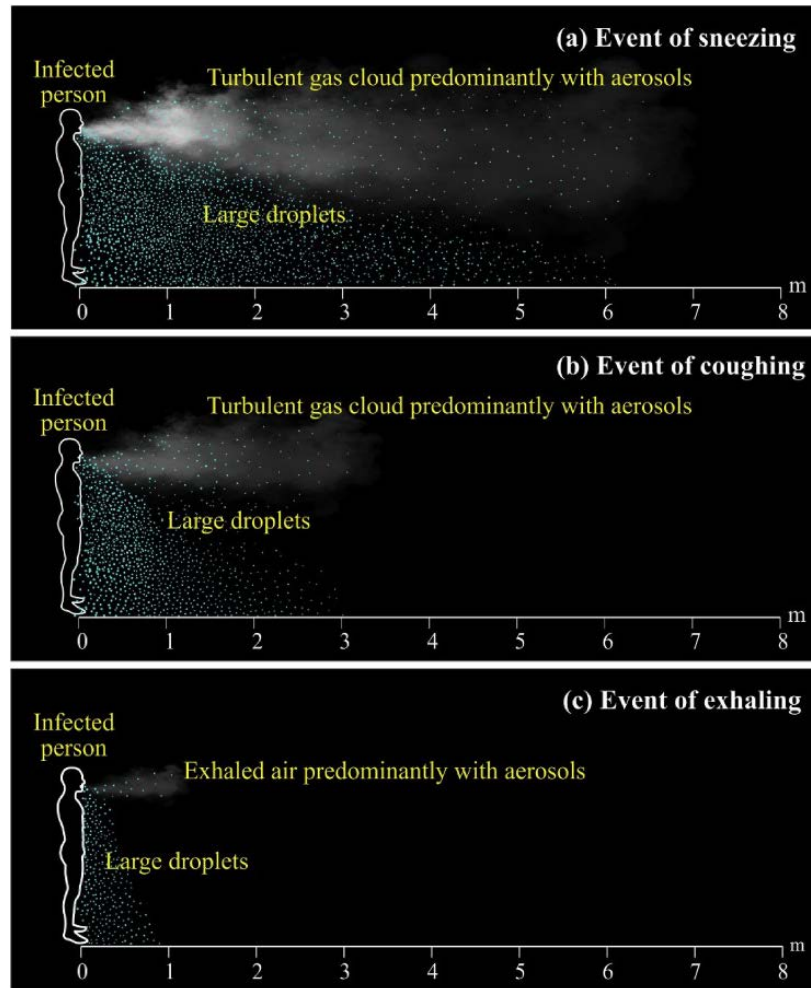 (a) Event of sneezing
Infected
person
Turbulent gas cloud predominantly with aerosols
Large droplets
m
0 1 2 3 4 5 6 7 8
(b) Event of coughing
Infected
person
Turbulent gas cloud predominantly with aerosols
Large droplets
m
0 1 2 3 4 5 6 7 8
(c) Event of exhaling
Infected
person
Exhaled air predominantly with aerosols
Large droplets
m
0 1 2 3 4 5 6 7 8